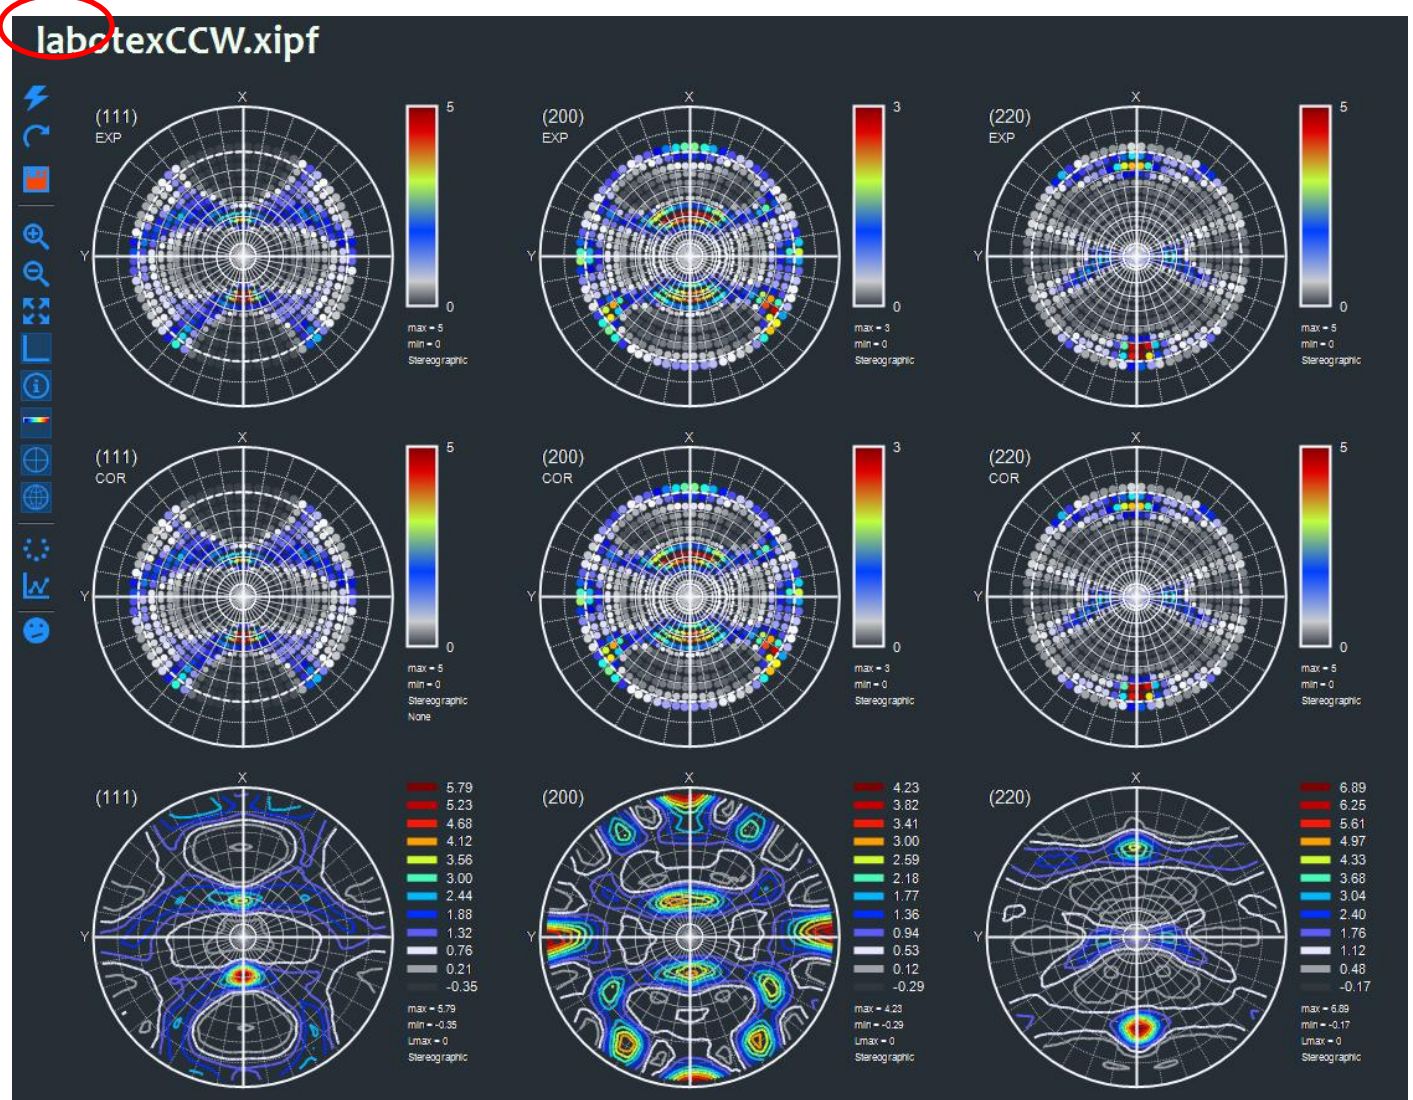 labotexCCW.xipf
(111)
EXP
X
Y
5
0
max = 5
min = 0
Stereographic
(200)
EXP
X
Y
3
0
max = 3
min = 0
Stereographic
(220)
EXP
X
Y
5
0
max = 5
min = 0
Stereographic
(111)
COR
X
Y
5
0
max = 5
min = 0
Stereographic
None
(200)
COR
X
Y
3
0
max = 3
min = 0
Stereographic
(220)
COR
X
Y
5
0
max = 5
min = 0
Stereographic
(111)
X
Y
5.79
5.23
4.68
4.12
3.56
3.00
2.44
1.88
1.32
0.76
0.21
-0.35
max = 5.79
min = -0.35
Lmax = 0
Stereographic
(200)
X
Y
4.23
3.82
3.41
3.00
2.59
2.18
1.77
1.36
0.94
0.53
0.12
-0.29
max = 4.23
min = -0.29
Lmax = 0
Stereographic
(220)
X
Y
6.89
6.25
5.61
4.97
4.33
3.68
3.04
2.40
1.76
1.12
0.48
-0.17
max = 6.89
min = -0.17
Lmax = 0
Stereographic